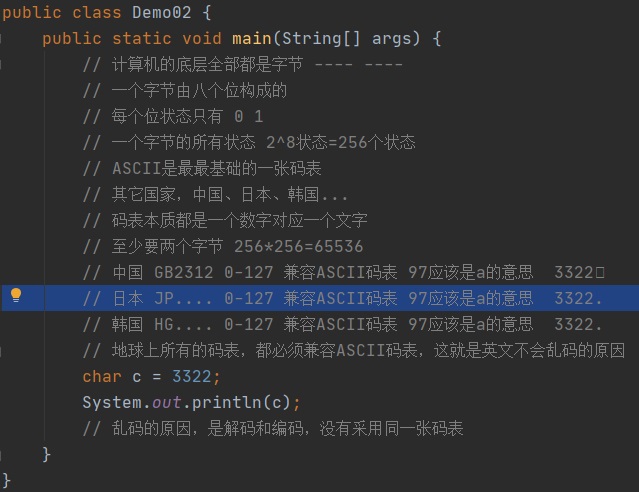 public class Demo02 {
public static void main(String[] args) {
// 计算机的底层全部都是字节 ---- ----
// 一个字节由八个位构成的
// 每个位状态只有 0 1
// 一个字节的所有状态 2^8状态=256个状态
// ASCII是最最基础的一张码表
// 其它国家，中国、日本、韩国...
// 码表本质都是一个数字对应一个文字
// 至少要两个字节 256*256=65536
// 中国 GB2312 0-127 兼容ASCII码表 97应该是a的意思 3322
// 日本 JP.... 0-127 兼容ASCII码表 97应该是a的意思 3322.
// 韩国 HG.... 0-127 兼容ASCII码表 97应该是a的意思 3322.
// 地球上所有的码表，都必须兼容ASCII码表，这就是英文不会乱码的原因
char c = 3322;
System.out.println(c);
// 乱码的原因，是解码和编码，没有采用同一张码表
}
}